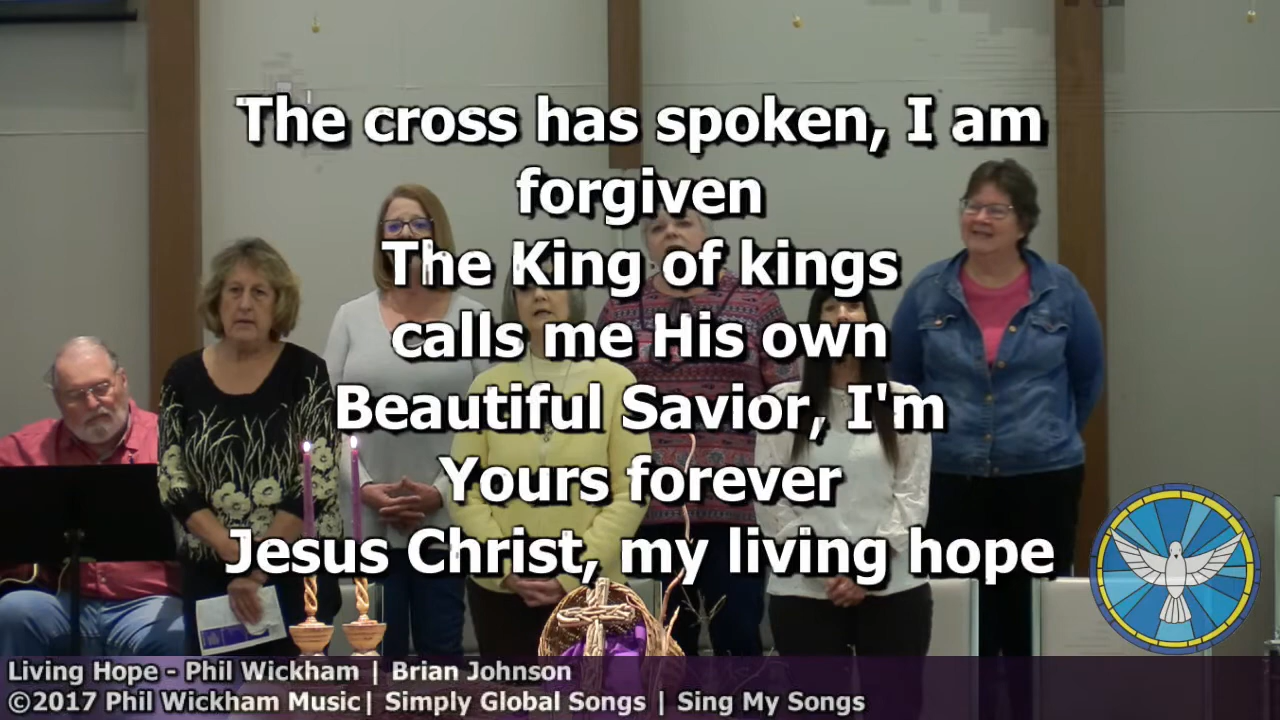 The cross has spoken, I am
forgiven
The King of kings
calls me His own
Beautiful Savior, I'm
Yours forever
Jesus Christ, my living hope
Living Hope - Phil Wickham | Brian Johnson
©2017 Phil Wickham Music| Simply Global Songs | Sing My Songs